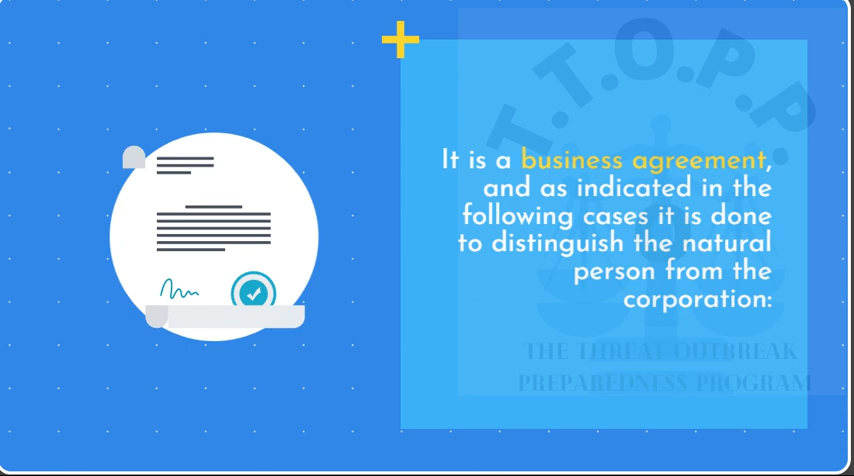 T.T.O.P.P.
It is a business agreement,
and as indicated in the
following cases it is done
to distinguish the natural
person from the
corporation:
THE THREAT OUTBREAK
PREPAREDNESS PROGRAM